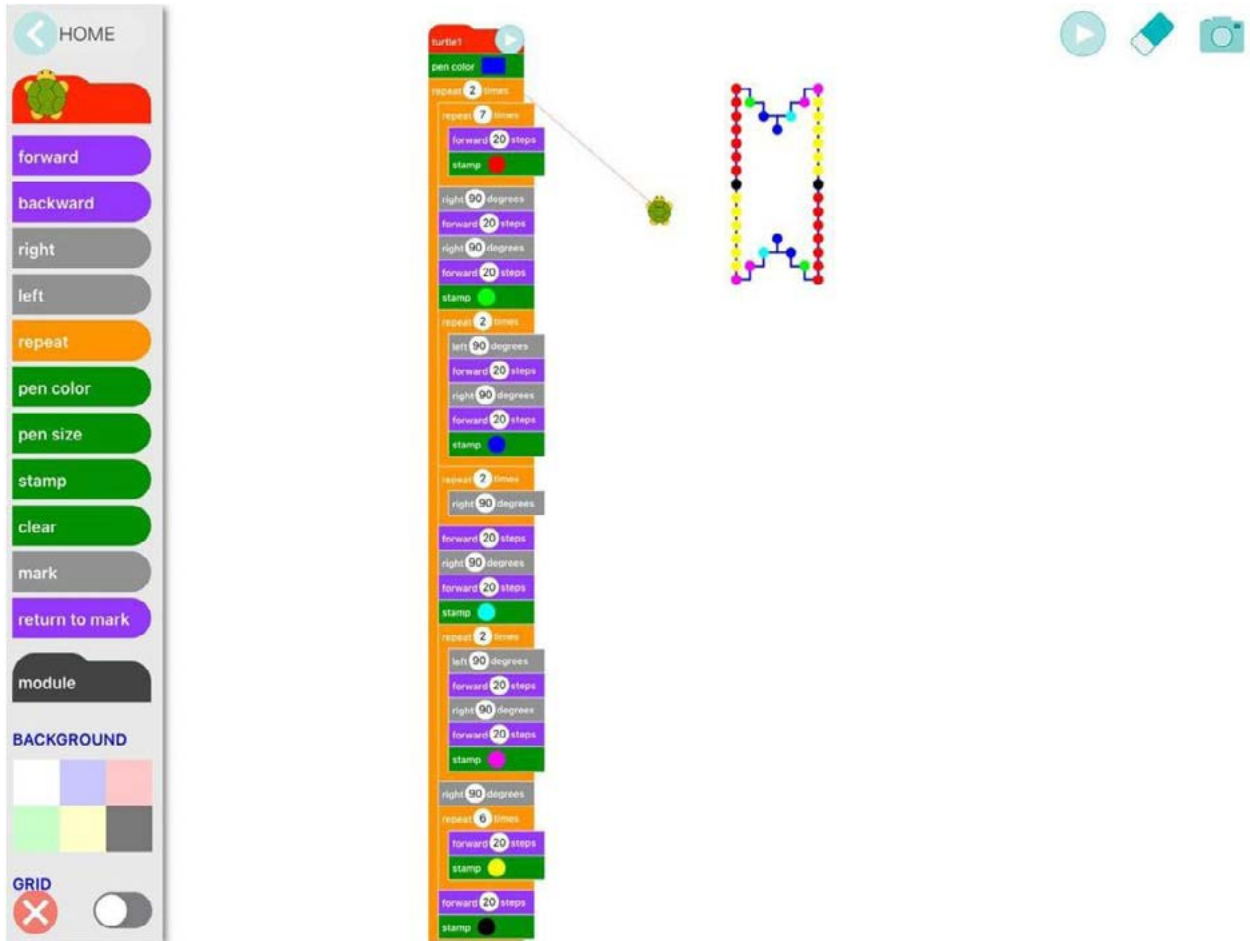 HOME
forward
backward
right
left
repeat
pen color
pen size
stamp
clear
mark
return to mark
module
BACKGROUND
GRID
turtle1
pen color
repeat 2 times
repeat 7 times
forward 20 steps
stamp
right 90 degrees
forward 20 steps
right 90 degrees
forward 20 steps
stamp
repeat 2 times
left 90 degrees
forward 20 steps
right 90 degrees
forward 20 steps
stamp
repeat 2 times
right 90 degrees
forward 20 steps
right 90 degrees
forward 20 steps
stamp
repeat 2 times
left 90 degrees
forward 20 steps
right 90 degrees
forward 20 steps
stamp
right 90 degrees
repeat 6 times
forward 20 steps
stamp
forward 20 steps
stamp